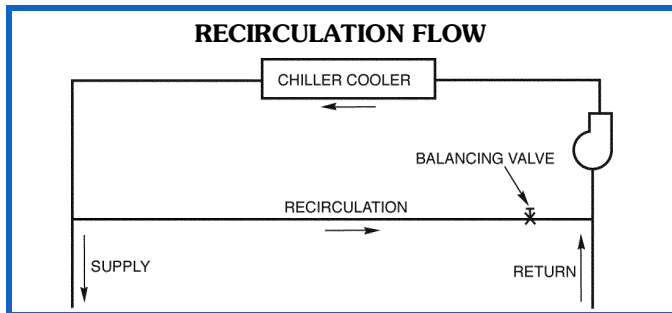 RECIRCULATION FLOW
CHILLER COOLER
BALANCING VALVE
RECIRCULATION
SUPPLY
RETURN